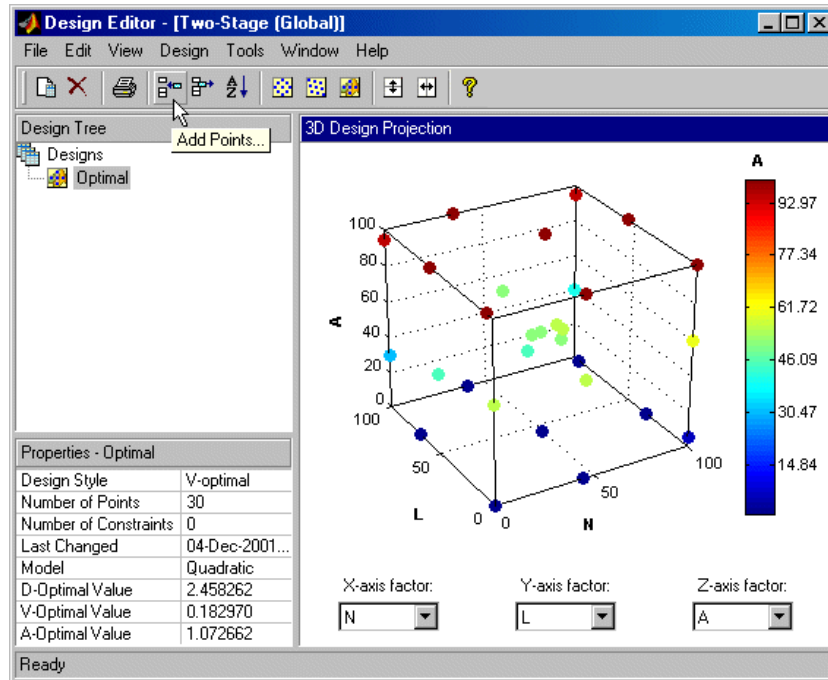 Design Editor - [Two-Stage (Global)]
File Edit View Design Tools Window Help
Add Points...
Design Tree
Designs
Optimal
3D Design Projection
A
100
80
60
40
20
0
A
100
50
0
L
0
50
100
N
92.97
77.34
61.72
46.09
30.47
14.84
Properties - Optimal
Design Style V-optimal
Number of Points 30
Number of Constraints 0
Last Changed 04-Dec-2001...
Model Quadratic
D-Optimal Value 2.458262
V-Optimal Value 0.182970
A-Optimal Value 1.072662
X-axis factor: Y-axis factor: Z-axis factor:
N L A
Ready